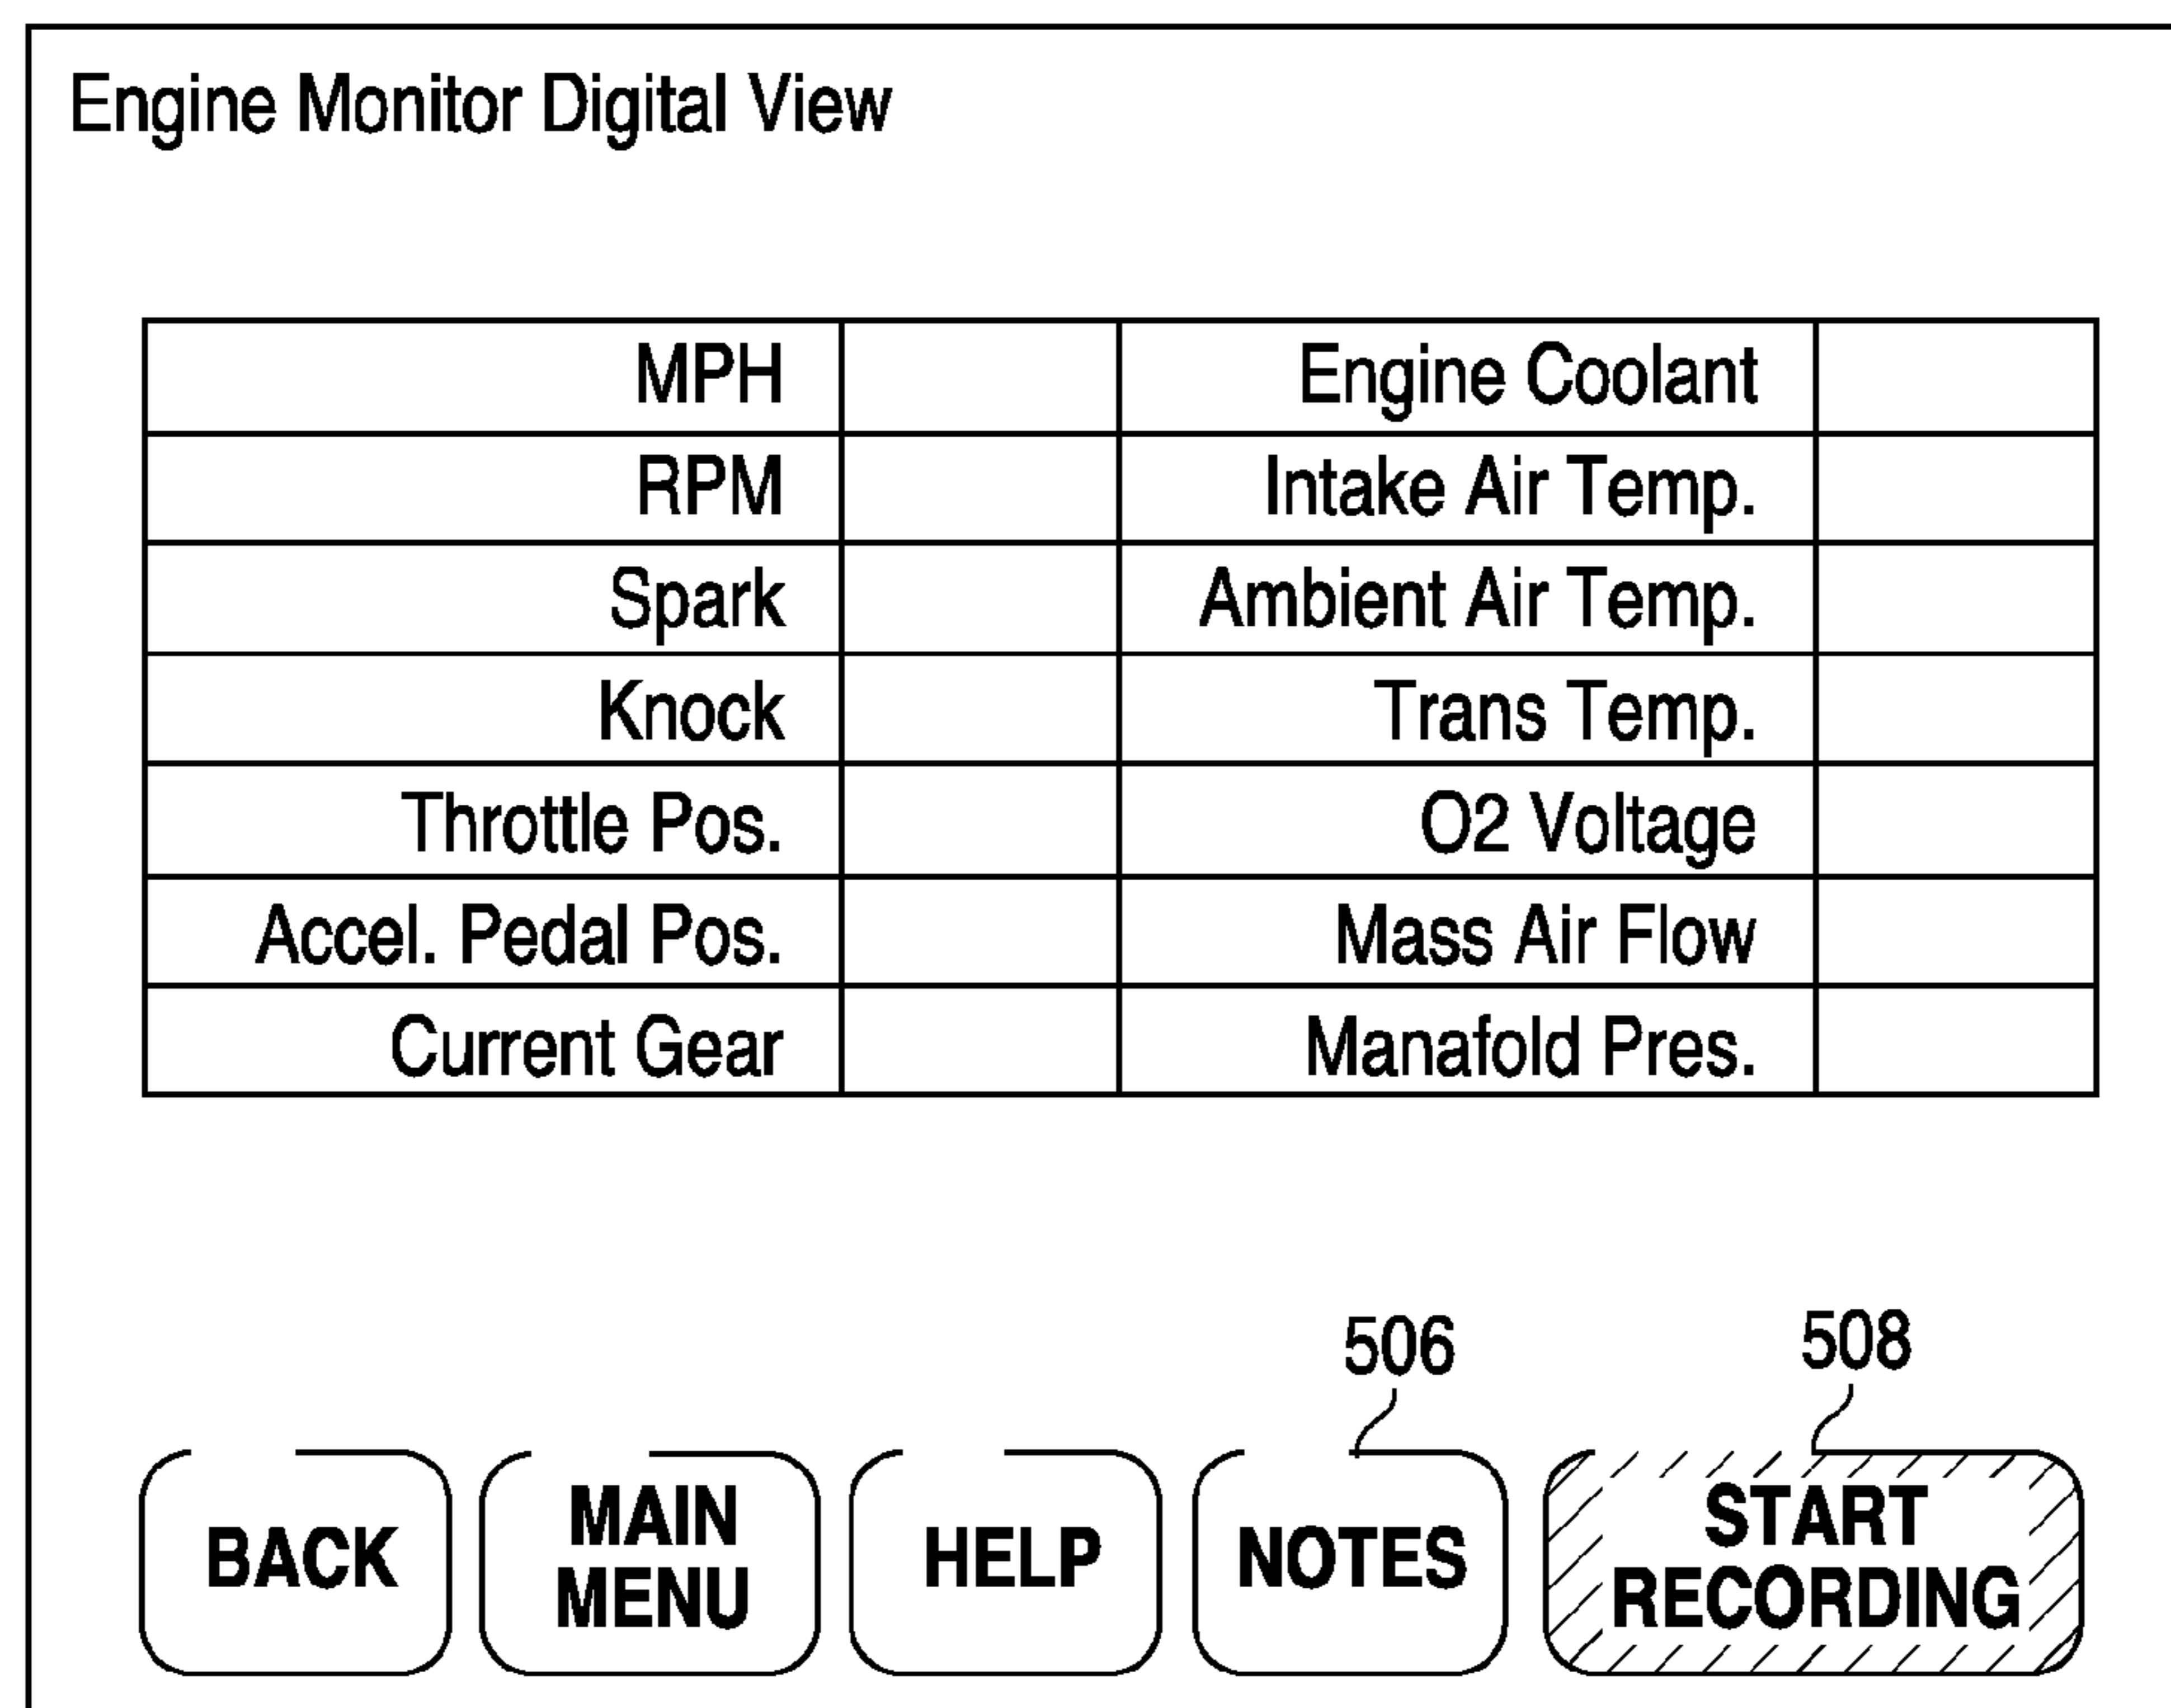 Engine Monitor Digital View
MPH Engine Coolant
RPM Intake Air Temp.
Spark Ambient Air Temp.
Knock Trans Temp.
Throttle Pos. O2 Voltage
Accel. Pedal Pos. Mass Air Flow
Current Gear Manafold Pres.
506 508
BACK MAIN MENU HELP NOTES START RECORDING